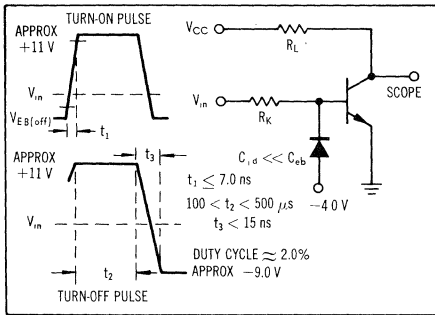 TURN-ON PULSE
APPROX
+11 V
V_in
V_EB(off)
t_1
APPROX
+11 V
V_in
t_3
t_2
TURN-OFF PULSE
t_1 ≤ 7.0 ns
100 < t_2 < 500 μs
t_3 < 15 ns
DUTY CYCLE ≈ 2.0%
APPROX −9.0 V
V_CC
R_L
SCOPE
V_in
R_K
C_jd << C_eb
−4.0 V